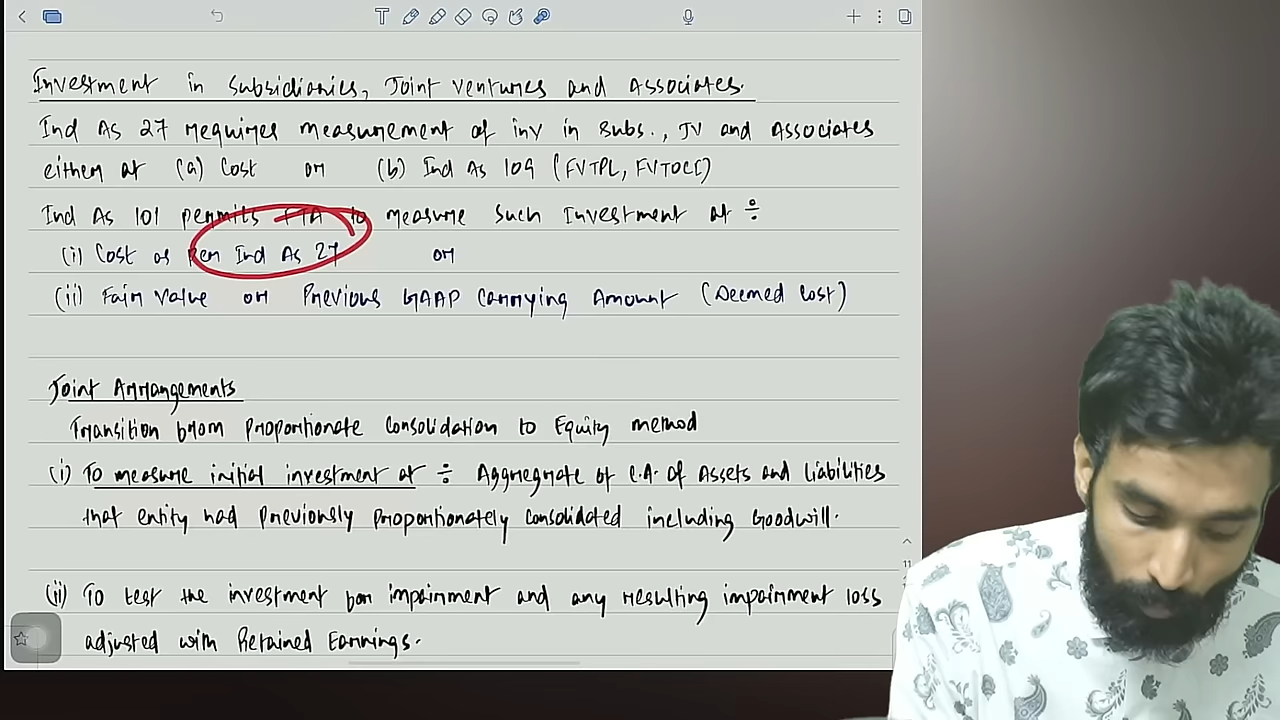 Investment in Subsidiaries, Joint Ventures and Associates.
Ind As 27 requires measurement of inv in Subs., JV and Associates
either at (a) Cost or (b) Ind As 109 (FVTPL, FVTOCI)
Ind As 101 permits FTA to measure Such Investment at ÷
(i) Cost as per Ind As 27 or
(ii) Fair Value or Previous GAAP Carrying Amount (Deemed Cost)
Joint Arrangements
Transition from Proportionate Consolidation to Equity method
(i) To measure initial investment at ÷ Aggregate of C.A. of Assets and Liabilities
that entity had Previously Proportionately Consolidated including Goodwill.
11
(ii) To test the investment for impairment and any resulting impairment loss
adjusted with Retained Earnings.